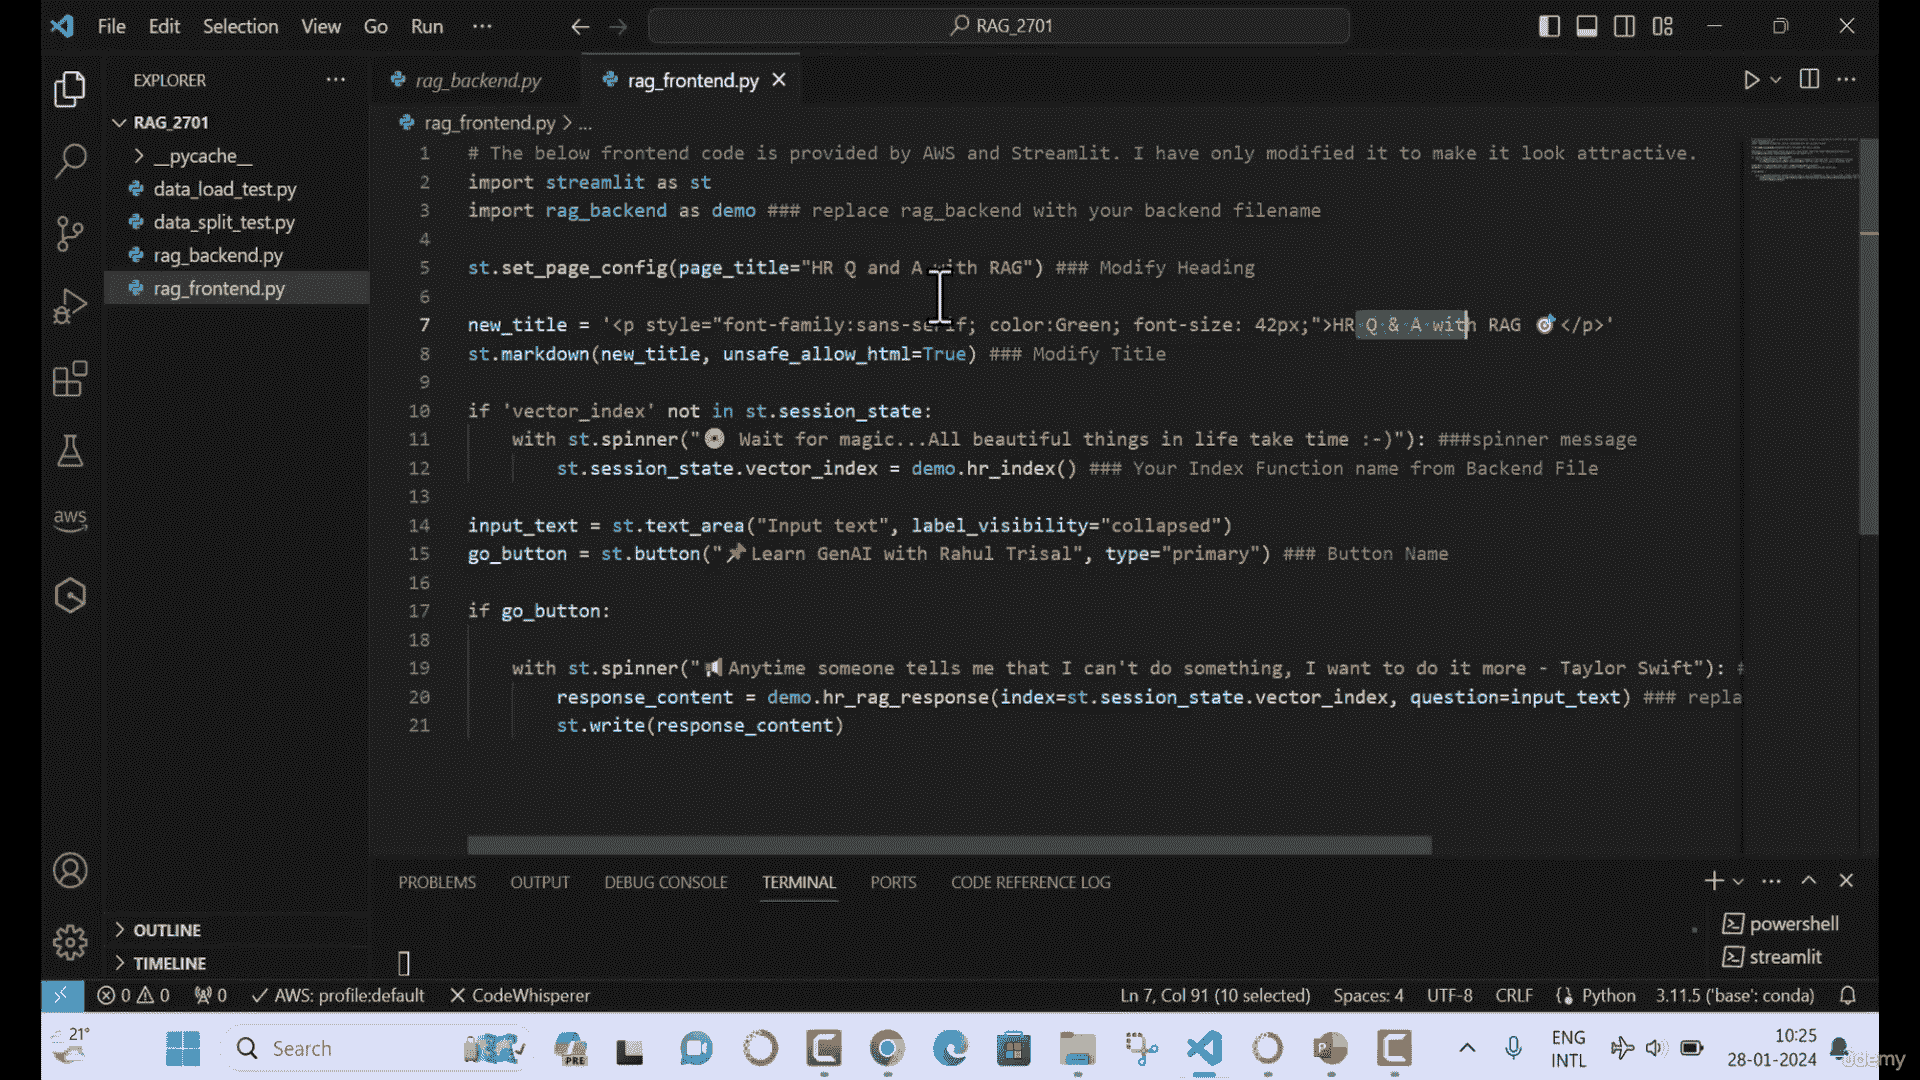 File Edit Selection View Go Run ··· RAG_2701
EXPLORER
RAG_2701
__pycache__
data_load_test.py
data_split_test.py
rag_backend.py
rag_frontend.py
OUTLINE
TIMELINE
rag_backend.py rag_frontend.py
rag_frontend.py > ...
1 # The below frontend code is provided by AWS and Streamlit. I have only modified it to make it look attractive.
2 import streamlit as st
3 import rag_backend as demo ### replace rag_backend with your backend filename
4
5 st.set_page_config(page_title="HR Q and A with RAG") ### Modify Heading
6
7 new_title = '<p style="font-family:sans-serif; color:Green; font-size: 42px;">HR Q & A with RAG 🎯</p>'
8 st.markdown(new_title, unsafe_allow_html=True) ### Modify Title
9
10 if 'vector_index' not in st.session_state:
11 with st.spinner("📀 Wait for magic...All beautiful things in life take time :-)"): ###spinner message
12 st.session_state.vector_index = demo.hr_index() ### Your Index Function name from Backend File
13
14 input_text = st.text_area("Input text", label_visibility="collapsed")
15 go_button = st.button("📌Learn GenAI with Rahul Trisal", type="primary") ### Button Name
16
17 if go_button:
18
19 with st.spinner("📢Anytime someone tells me that I can't do something, I want to do it more - Taylor Swift"): #
20 response_content = demo.hr_rag_response(index=st.session_state.vector_index, question=input_text) ### repla
21 st.write(response_content)
PROBLEMS OUTPUT DEBUG CONSOLE TERMINAL PORTS CODE REFERENCE LOG
powershell
streamlit
aws
0 0 0 AWS: profile:default CodeWhisperer Ln 7, Col 91 (10 selected) Spaces: 4 UTF-8 CRLF Python 3.11.5 ('base': conda)
21° Search PRE ENG INTL 10:25
28-01-2024
ûdemy